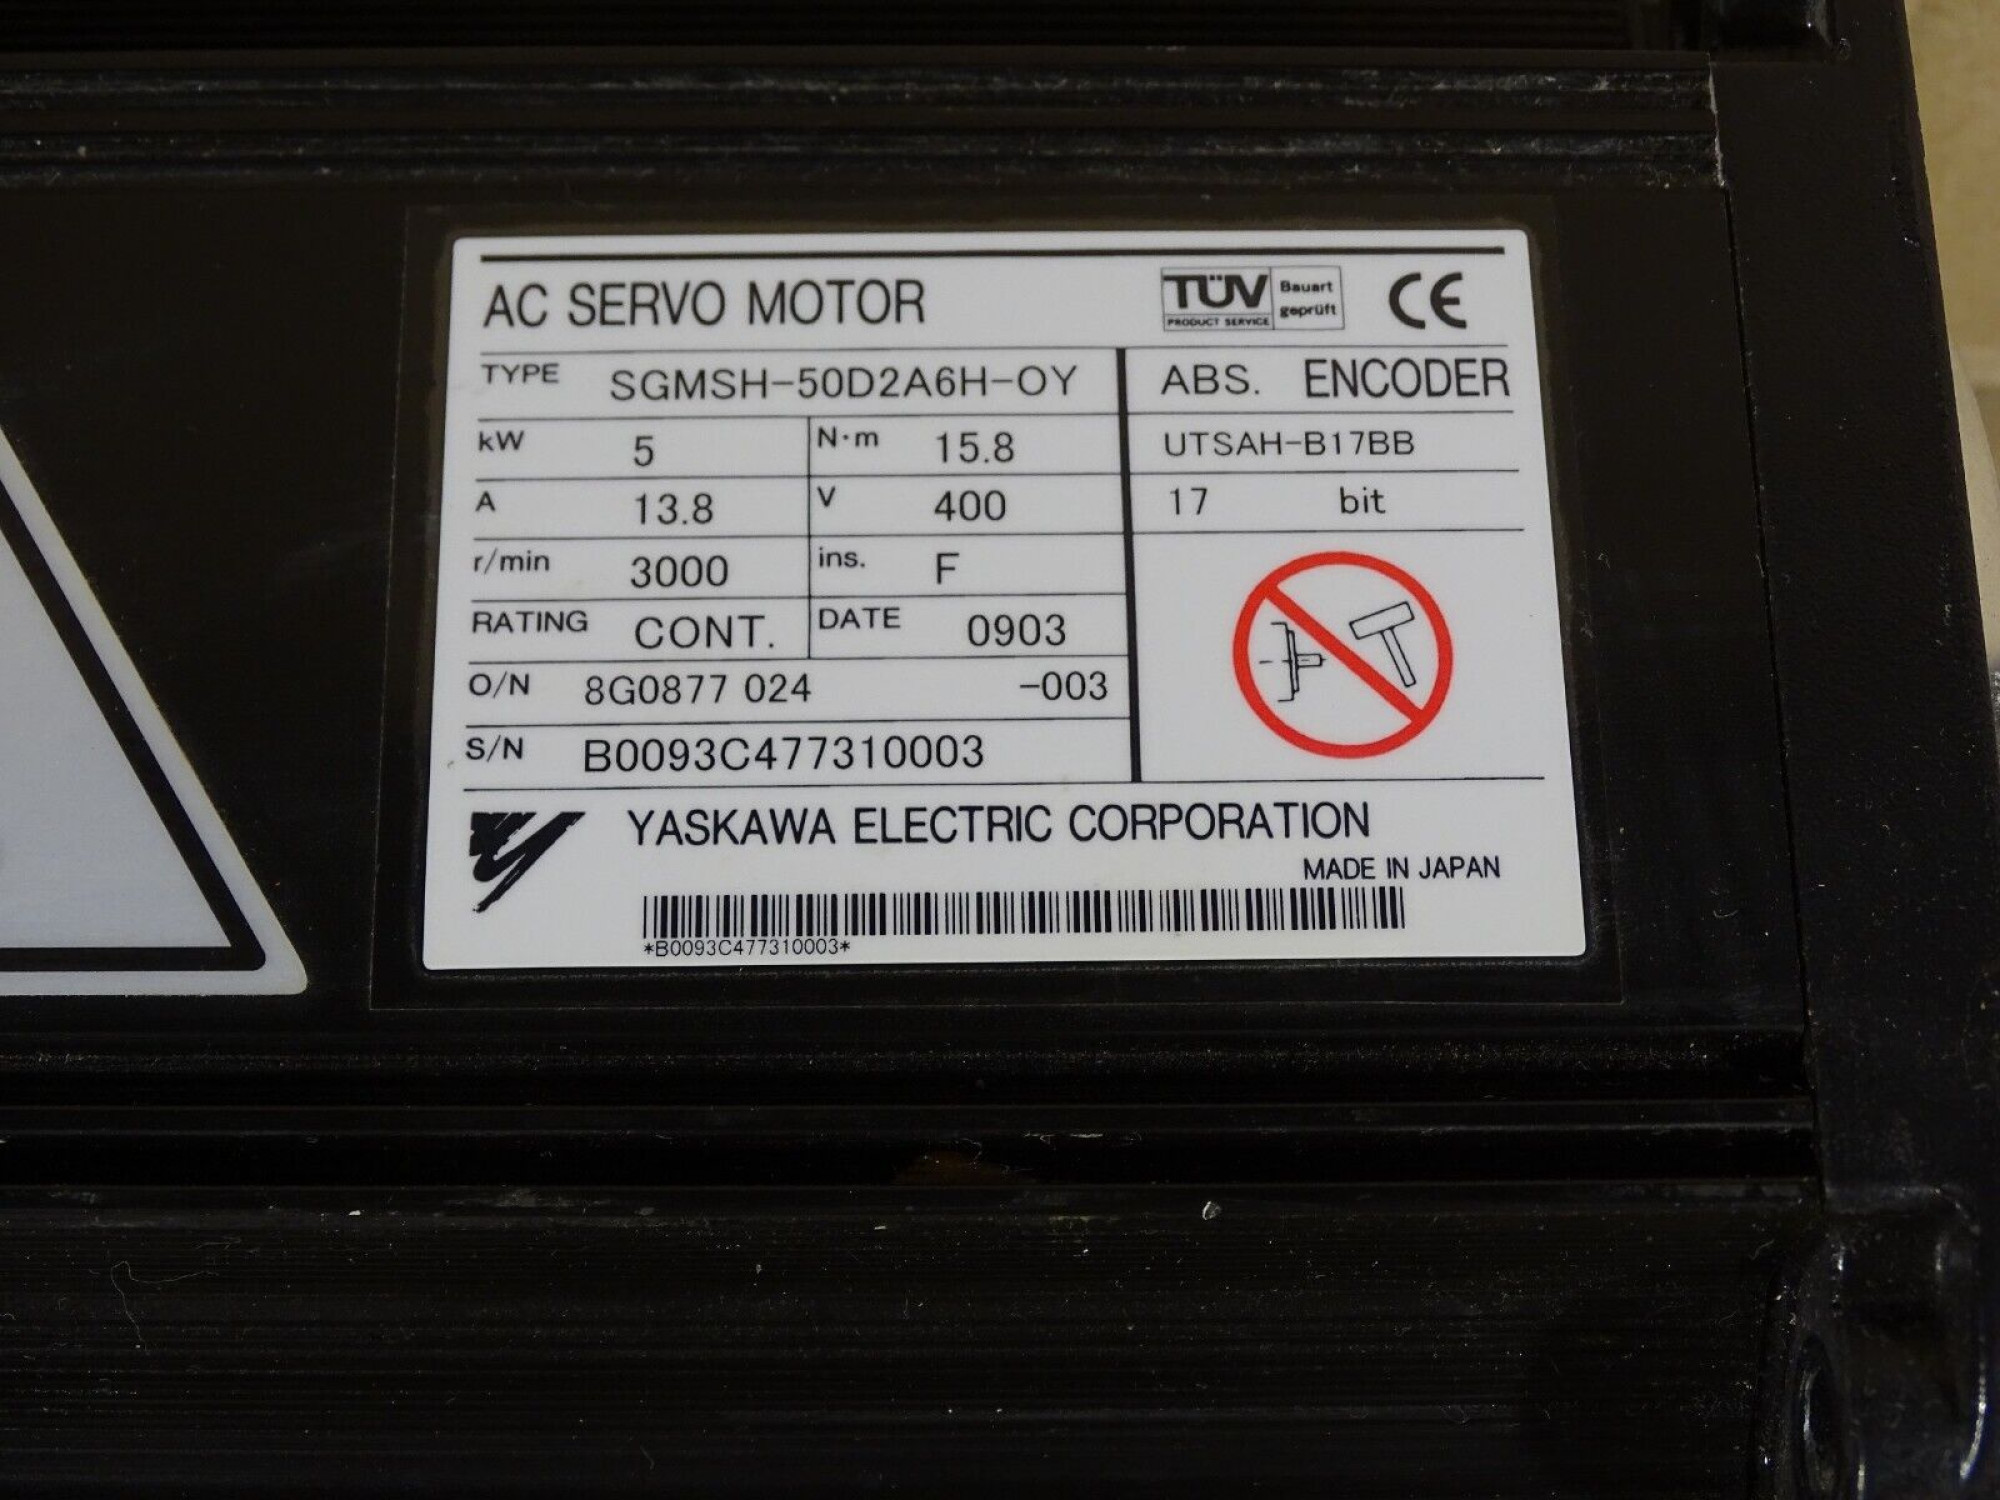 AC SERVO MOTOR
TÜV PRODUCT SERVICE Bauart geprüft CE
TYPE SGMSH-50D2A6H-OY ABS. ENCODER
kW 5 N·m 15.8 UTSAH-B17BB
A 13.8 V 400 17 bit
r/min 3000 ins. F
RATING CONT. DATE 0903
O/N 8G0877 024 -003
S/N B0093C477310003
YASKAWA ELECTRIC CORPORATION
MADE IN JAPAN
*B0093C477310003*